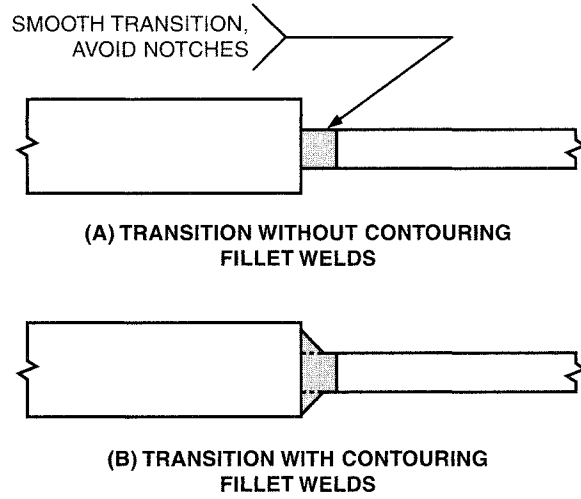 SMOOTH TRANSITION,
AVOID NOTCHES
(A) TRANSITION WITHOUT CONTOURING
FILLET WELDS
(B) TRANSITION WITH CONTOURING
FILLET WELDS